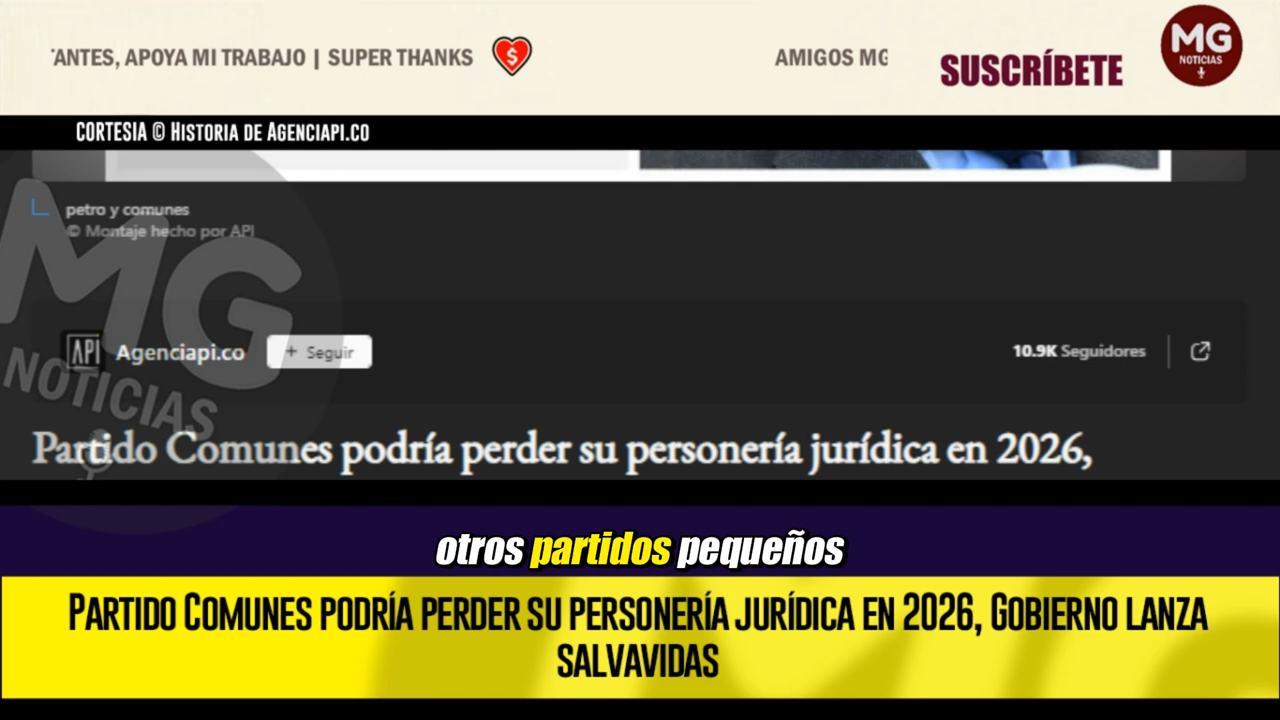 'ANTES, APOYA MI TRABAJO | SUPER THANKS
AMIGOS MG
SUSCRÍBETE
MG
NOTICIAS
CORTESIA © HISTORIA DE AGENCIAPI.CO
petro y comunes
© Montaje hecho por API
MG
NOTICIAS
API
Agenciapi.co
+ Seguir
10.9K Seguidores
Partido Comunes podría perder su personería jurídica en 2026,
otros partidos pequeños
PARTIDO COMUNES PODRÍA PERDER SU PERSONERÍA JURÍDICA EN 2026, GOBIERNO LANZA
SALVAVIDAS